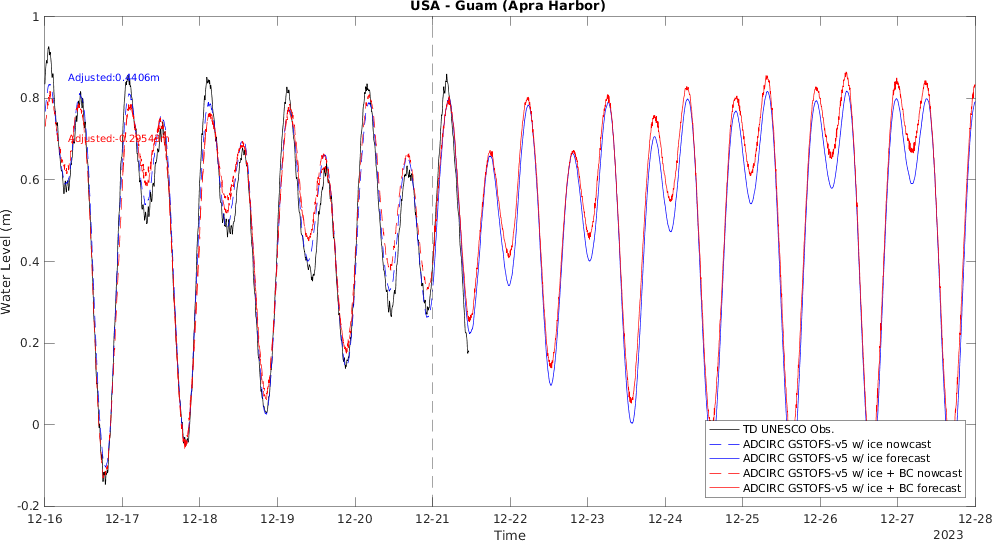 USA - Guam (Apra Harbor)
1
0.8
0.6
0.4
0.2
0
-0.2
Water Level (m)
Adjusted:0.4406m
TD UNESCO Obs.
ADCIRC GSTOFS-v5 w/ ice nowcast
ADCIRC GSTOFS-v5 w/ ice forecast
ADCIRC GSTOFS-v5 w/ ice + BC nowcast
ADCIRC GSTOFS-v5 w/ ice + BC forecast
12-16 12-17 12-18 12-19 12-20 12-21 12-22 12-23 12-24 12-25 12-26 12-27 12-28
Time
2023